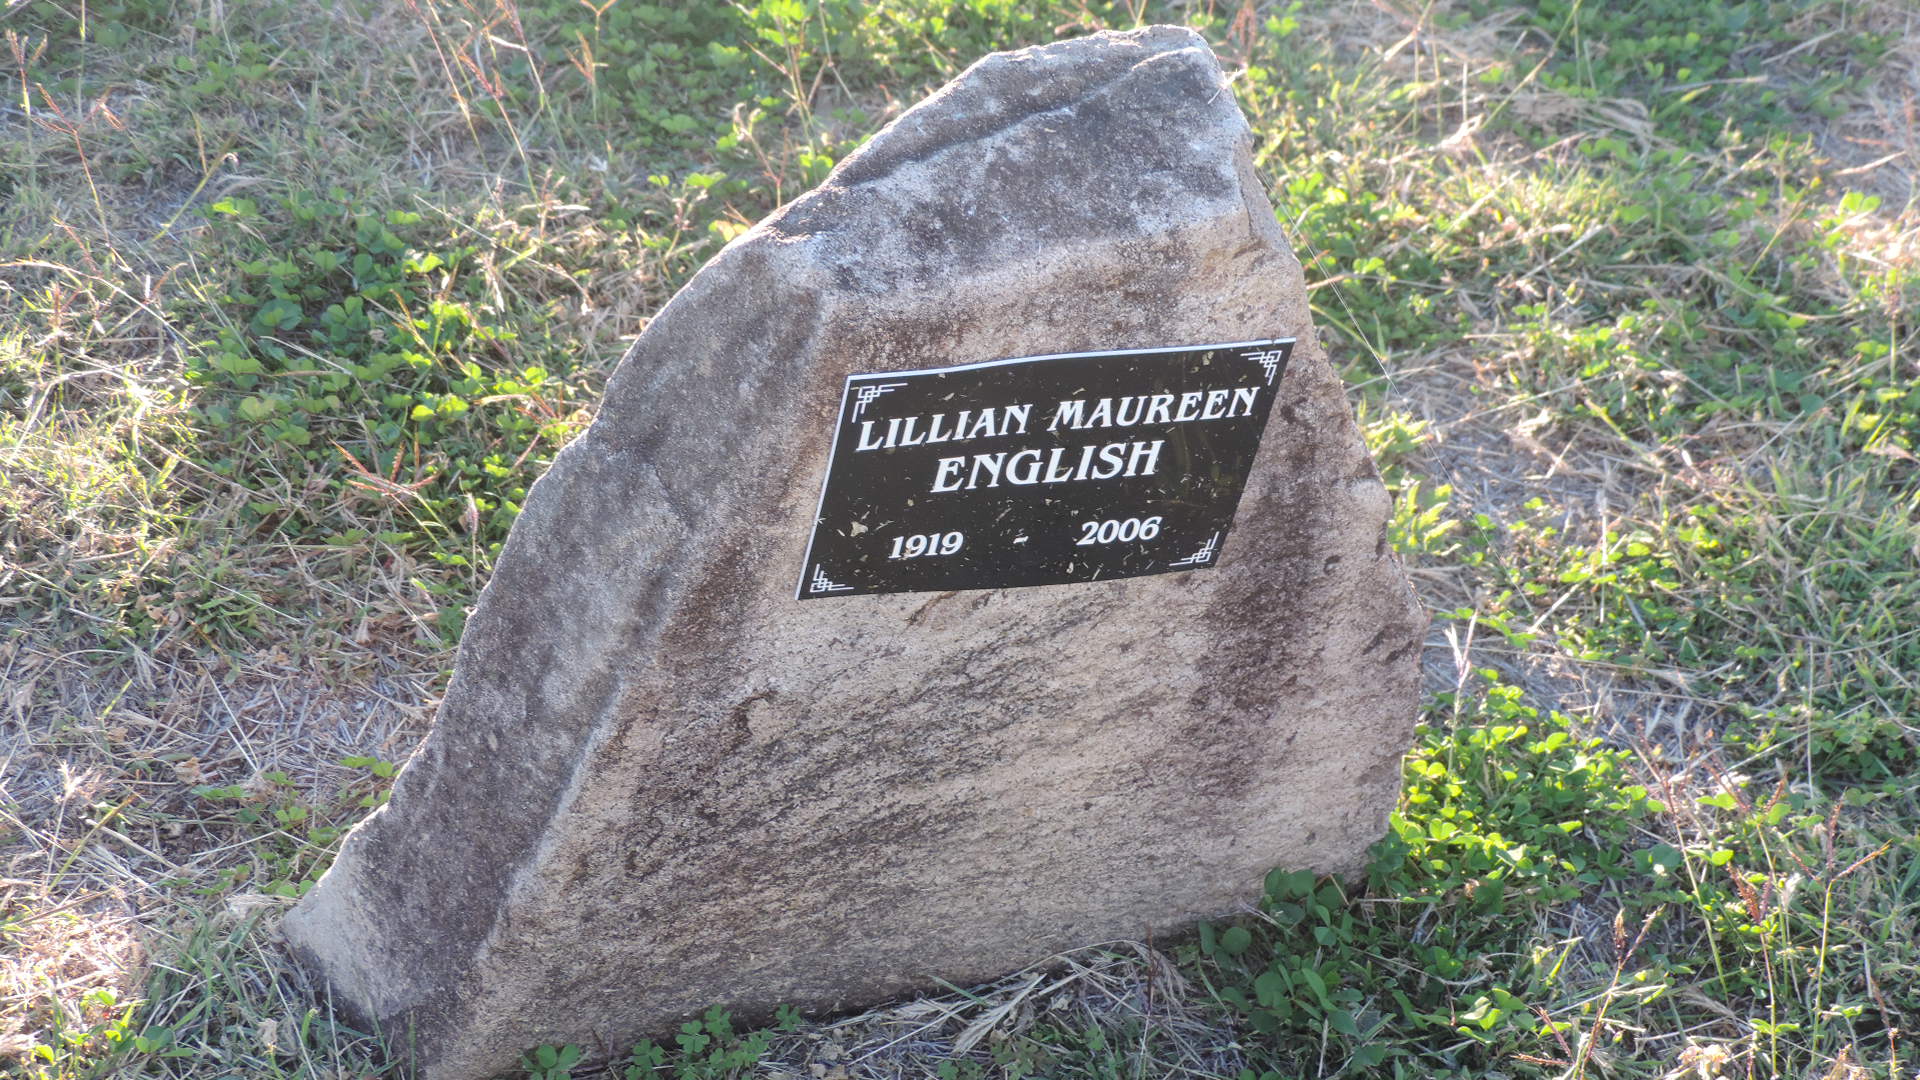 LILLIAN MAUREEN
ENGLISH
1919 - 2006